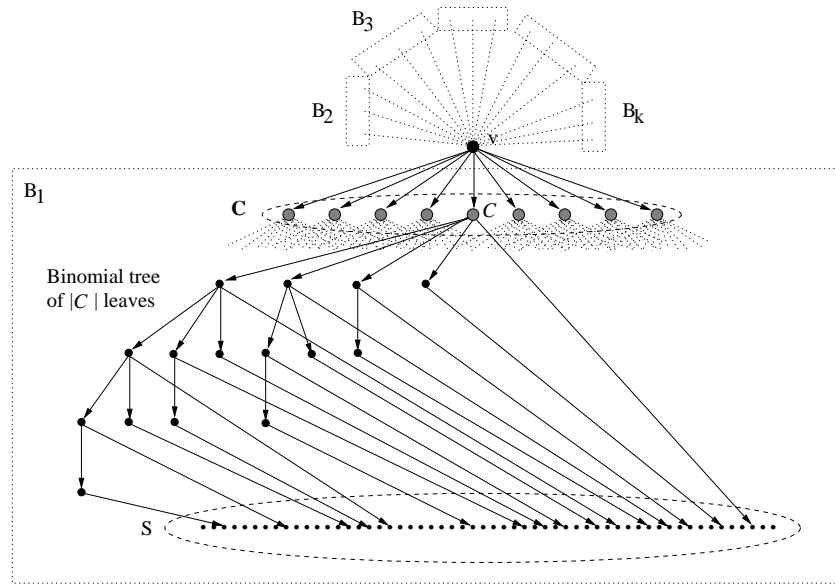 B3
B2
Bk
v
B1
C
C
Binomial tree
of |C | leaves
S